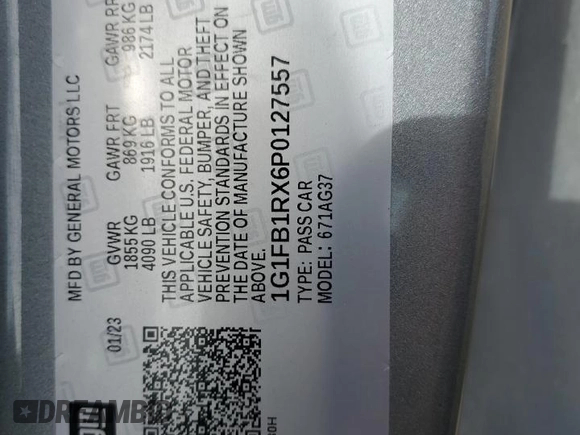 MFD BY GENERAL MOTORS LLC
01/23
GVWR GAWR FRT GAWR RR
1855 KG 869 KG 986 KG
4090 LB 1916 LB 2174 LB
THIS VEHICLE CONFORMS TO ALL
APPLICABLE U.S. FEDERAL MOTOR
VEHICLE SAFETY, BUMPER, AND THEFT
PREVENTION STANDARDS IN EFFECT ON
THE DATE OF MANUFACTURE SHOWN
ABOVE.
1G1FB1RX6P0127557
TYPE: PASS CAR
MODEL: 671AG37
gm